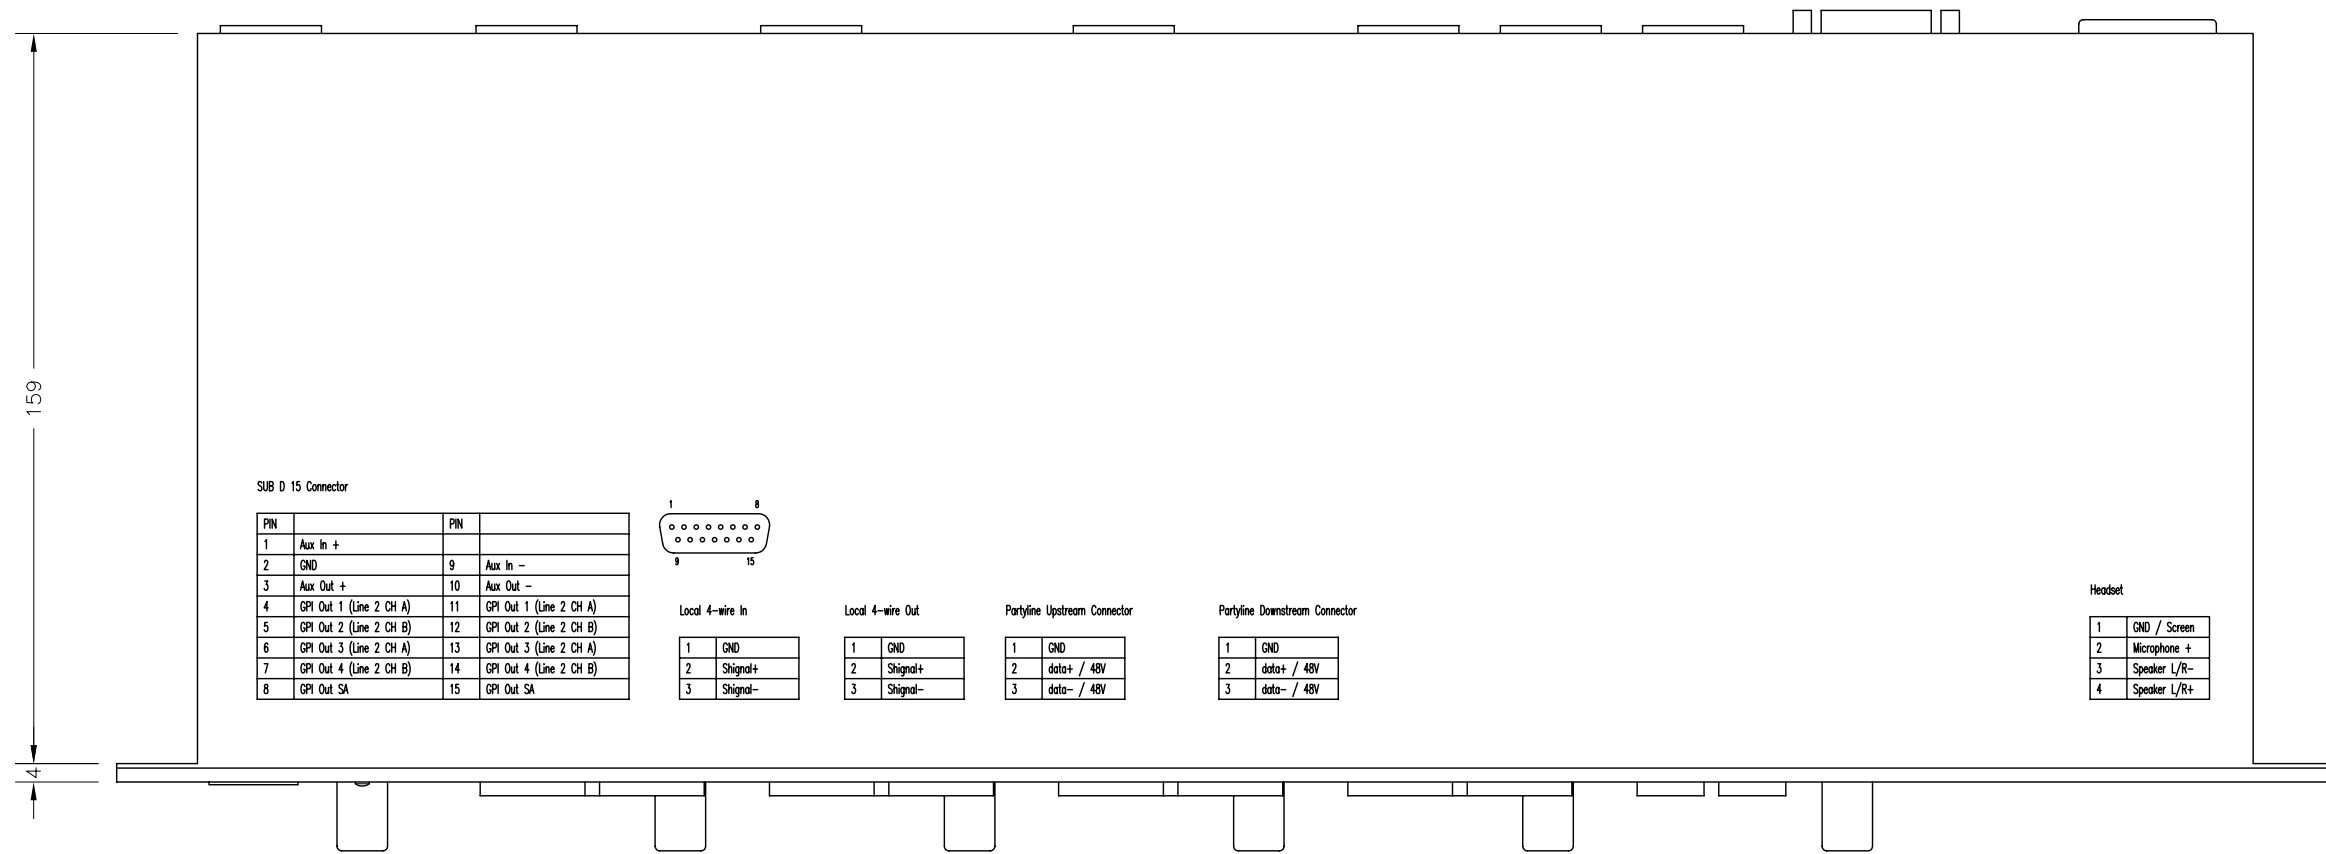 159
4
SUB D 15 Connector
PIN PIN
1 Aux In +
2 GND 9 Aux In -
3 Aux Out + 10 Aux Out -
4 GPI Out 1 (Line 2 CH A) 11 GPI Out 1 (Line 2 CH A)
5 GPI Out 2 (Line 2 CH B) 12 GPI Out 2 (Line 2 CH B)
6 GPI Out 3 (Line 2 CH A) 13 GPI Out 3 (Line 2 CH A)
7 GPI Out 4 (Line 2 CH B) 14 GPI Out 4 (Line 2 CH B)
8 GPI Out SA 15 GPI Out SA
1 8
9 15
Local 4-wire In
1 GND
2 Shignal+
3 Shignal-
Local 4-wire Out
1 GND
2 Shignal+
3 Shignal-
Partyline Upstream Connector
1 GND
2 data+ / 48V
3 data- / 48V
Partyline Downstream Connector
1 GND
2 data+ / 48V
3 data- / 48V
Headset
1 GND / Screen
2 Microphone +
3 Speaker L/R-
4 Speaker L/R+